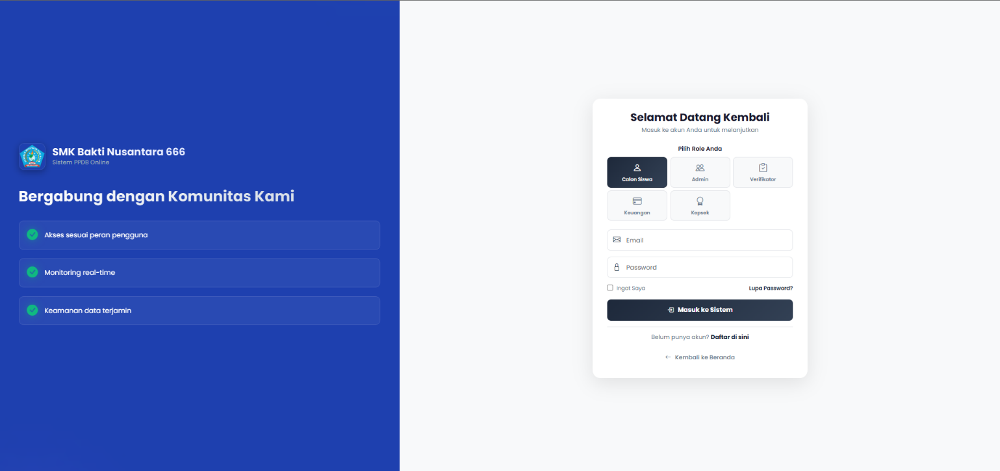 SMK Bakti Nusantara 666
Sistem PPDB Online
Bergabung dengan Komunitas Kami
Akses sesuai peran pengguna
Monitoring real-time
Keamanan data terjamin
Selamat Datang Kembali
Masuk ke akun Anda untuk melanjutkan
Pilih Role Anda
Calon Siswa
Admin
Verifikator
Keuangan
Kepsek
Email
Password
Ingat Saya
Lupa Password?
Masuk ke Sistem
Belum punya akun? Daftar di sini
Kembali ke Beranda